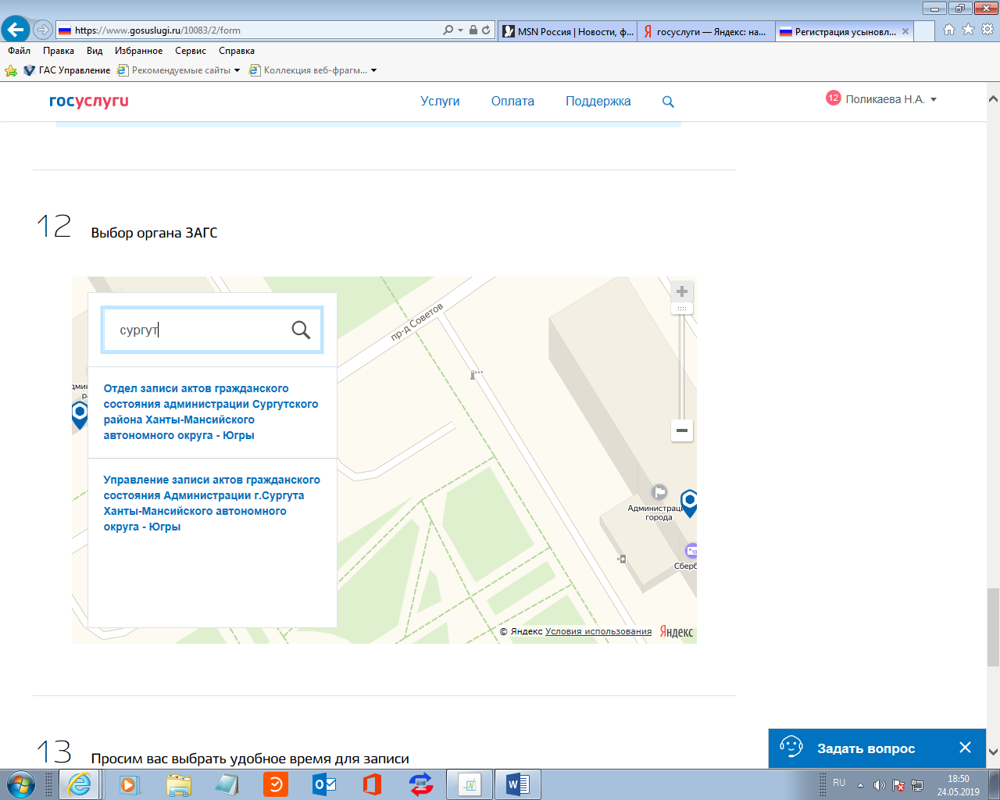 https://www.gosuslugi.ru/10083/2/form
MSN Россия | Новости, ф...
госуслуги — Яндекс: на...
Регистрация усыновл...
Файл Правка Вид Избранное Сервис Справка
ГАС Управление Рекомендуемые сайты Коллекция веб-фрагм...
госуслуги Услуги Оплата Поддержка 12 Поликаева Н.А.
12 Выбор органа ЗАГС
сургут
Отдел записи актов гражданского
состояния администрации Сургутского
района Ханты-Мансийского
автономного округа - Югры
Управление записи актов гражданского
состояния Администрации г.Сургута
Ханты-Мансийского автономного
округа - Югры
пр-д Советов
Администрац
города
Сберб
© Яндекс Условия использования Яндекс
13 Просим вас выбрать удобное время для записи
Задать вопрос
RU
18:50
24.05.2019